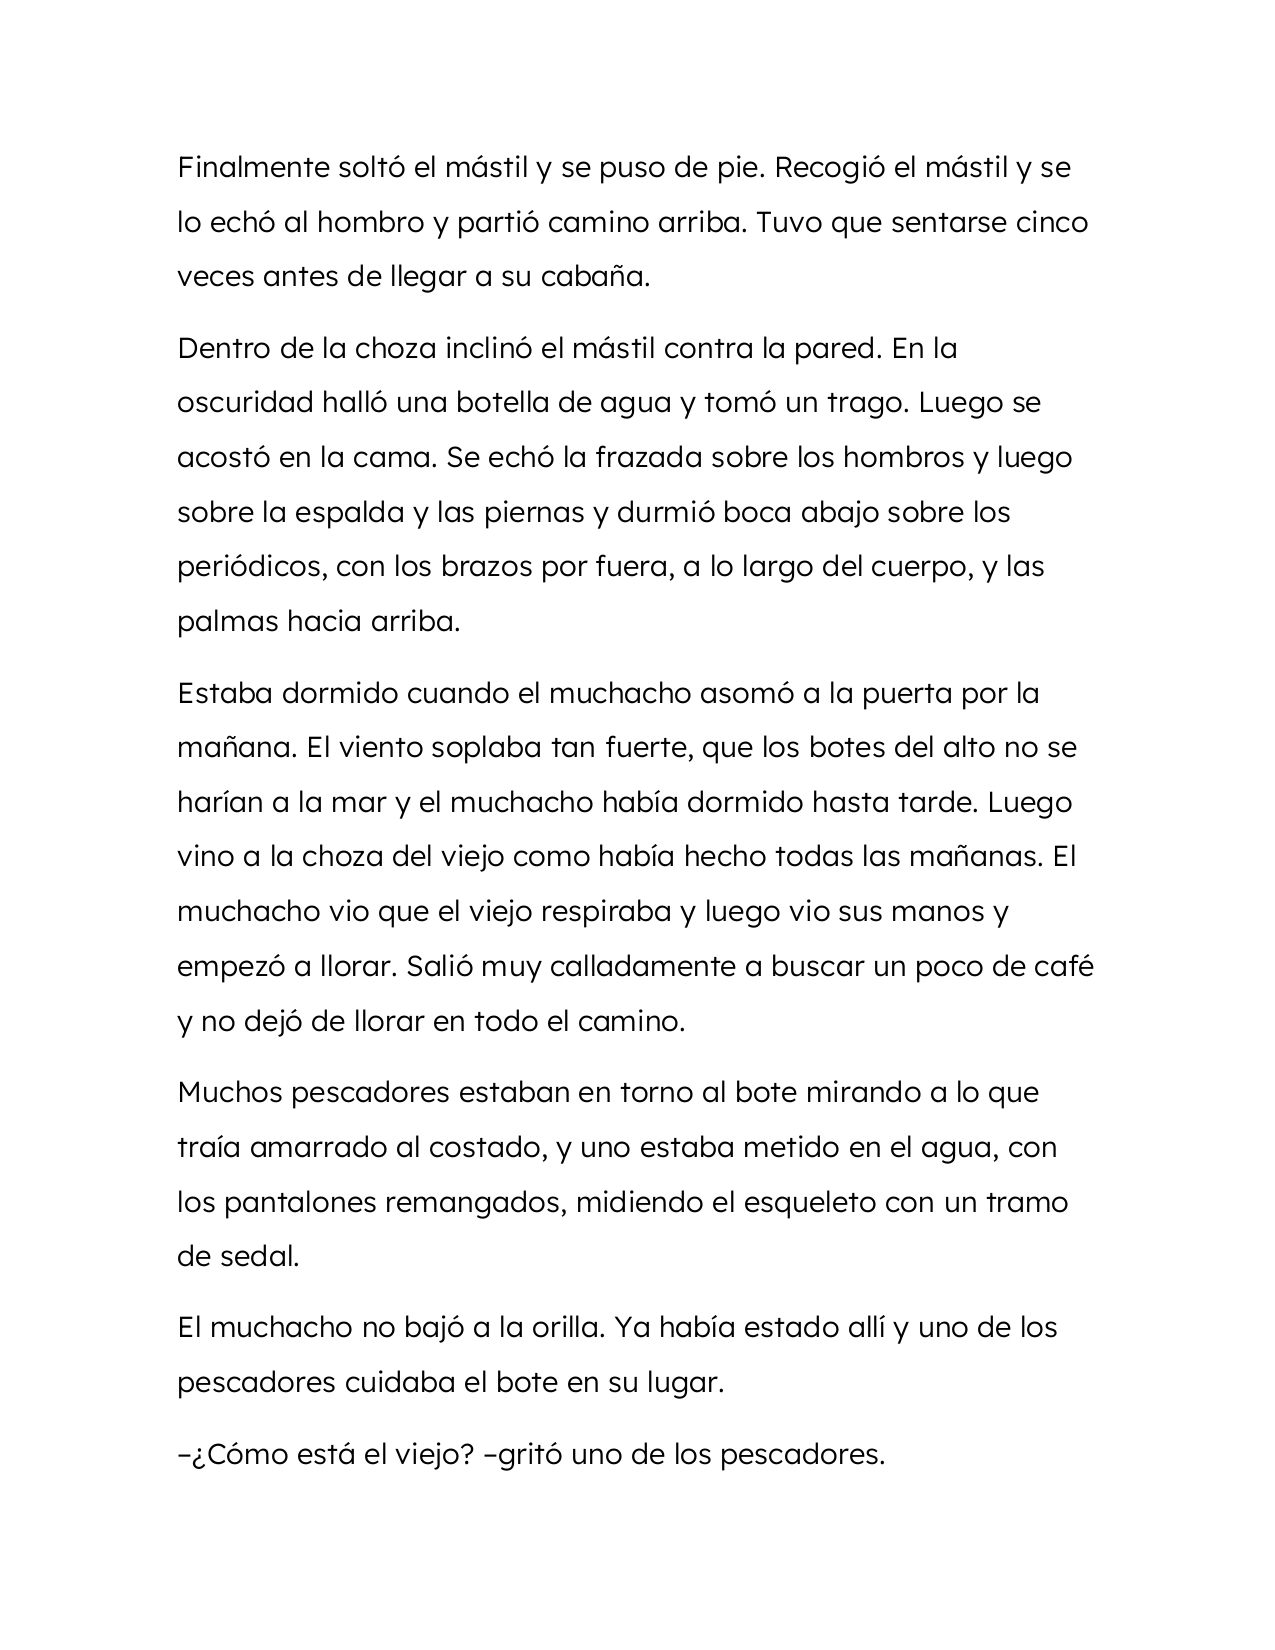 Finalmente soltó el mástil y se puso de pie. Recogió el mástil y se
lo echó al hombro y partió camino arriba. Tuvo que sentarse cinco
veces antes de llegar a su cabaña.
Dentro de la choza inclinó el mástil contra la pared. En la
oscuridad halló una botella de agua y tomó un trago. Luego se
acostó en la cama. Se echó la frazada sobre los hombros y luego
sobre la espalda y las piernas y durmió boca abajo sobre los
periódicos, con los brazos por fuera, a lo largo del cuerpo, y las
palmas hacia arriba.
Estaba dormido cuando el muchacho asomó a la puerta por la
mañana. El viento soplaba tan fuerte, que los botes del alto no se
harían a la mar y el muchacho había dormido hasta tarde. Luego
vino a la choza del viejo como había hecho todas las mañanas. El
muchacho vio que el viejo respiraba y luego vio sus manos y
empezó a llorar. Salió muy calladamente a buscar un poco de café
y no dejó de llorar en todo el camino.
Muchos pescadores estaban en torno al bote mirando a lo que
traía amarrado al costado, y uno estaba metido en el agua, con
los pantalones remangados, midiendo el esqueleto con un tramo
de sedal.
El muchacho no bajó a la orilla. Ya había estado allí y uno de los
pescadores cuidaba el bote en su lugar.
–¿Cómo está el viejo? –gritó uno de los pescadores.